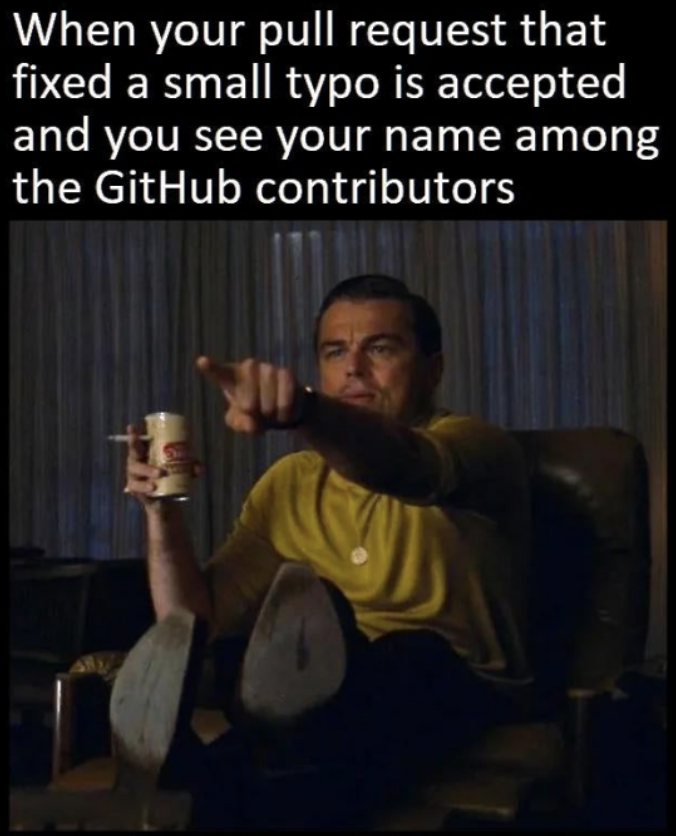 When your pull request that
fixed a small typo is accepted
and you see your name among
the GitHub contributors